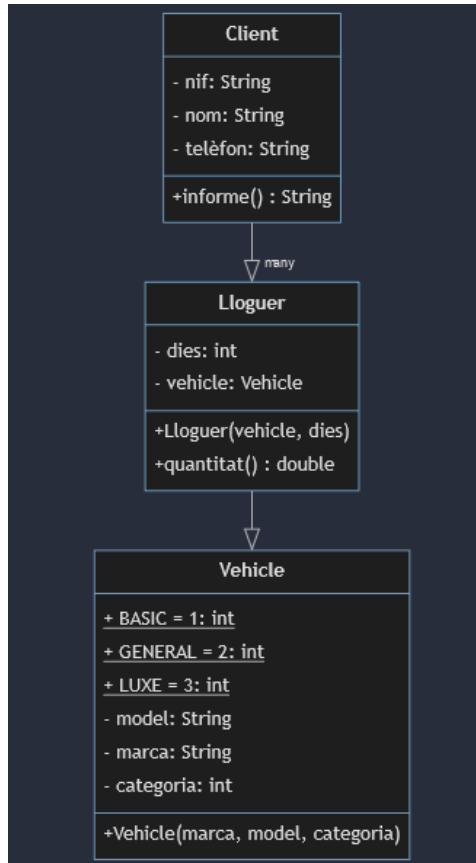 Client
- nif: String
- nom: String
- telèfon: String
+informe() : String
many
Lloguer
- dies: int
- vehicle: Vehicle
+Lloguer(vehicle, dies)
+quantitat() : double
Vehicle
+ BASIC = 1: int
+ GENERAL = 2: int
+ LUXE = 3: int
- model: String
- marca: String
- categoria: int
+Vehicle(marca, model, categoria)